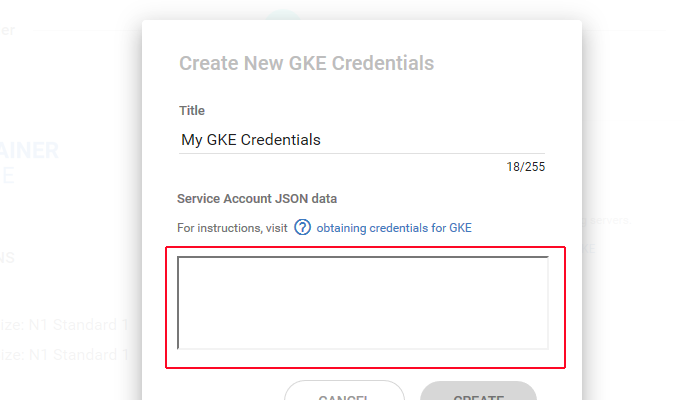 er
Create New GKE Credentials
Title
My GKE Credentials
18/255
AINER
E
Service Account JSON data
For instructions, visit ? obtaining credentials for GKE
NS
KE
ize: N1 Standard 1
ize: N1 Standard 1
CANCEL
CREATE